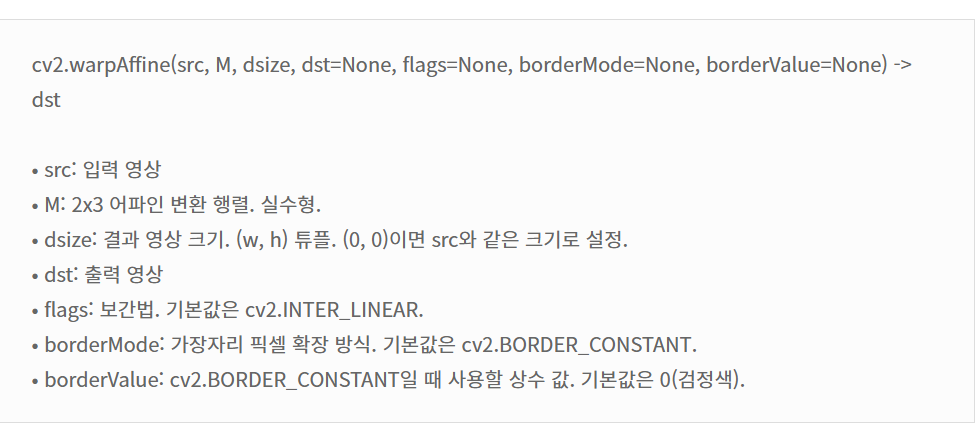 cv2.warpAffine(src, M, dsize, dst=None, flags=None, borderMode=None, borderValue=None) ->
dst
• src: 입력 영상
• M: 2x3 어파인 변환 행렬. 실수형.
• dsize: 결과 영상 크기. (w, h) 튜플. (0, 0)이면 src와 같은 크기로 설정.
• dst: 출력 영상
• flags: 보간법. 기본값은 cv2.INTER_LINEAR.
• borderMode: 가장자리 픽셀 확장 방식. 기본값은 cv2.BORDER_CONSTANT.
• borderValue: cv2.BORDER_CONSTANT일 때 사용할 상수 값. 기본값은 0(검정색).